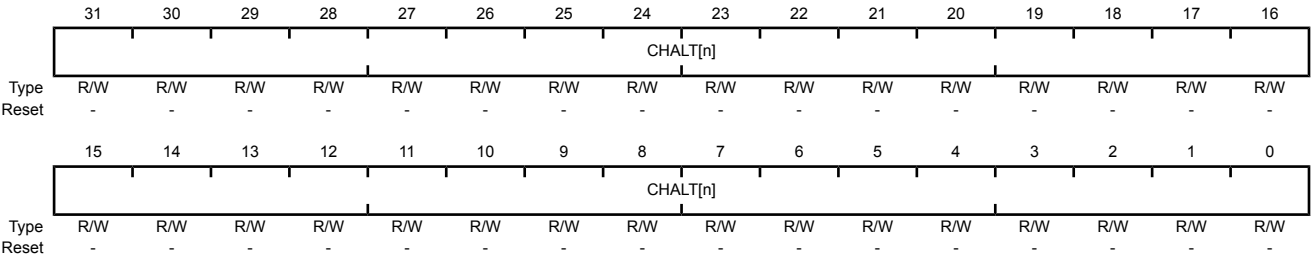 31 30 29 28 27 26 25 24 23 22 21 20 19 18 17 16
CHALT[n]
Type R/W R/W R/W R/W R/W R/W R/W R/W R/W R/W R/W R/W R/W R/W R/W R/W
Reset - - - - - - - - - - - - - - - -
15 14 13 12 11 10 9 8 7 6 5 4 3 2 1 0
CHALT[n]
Type R/W R/W R/W R/W R/W R/W R/W R/W R/W R/W R/W R/W R/W R/W R/W R/W
Reset - - - - - - - - - - - - - - - -